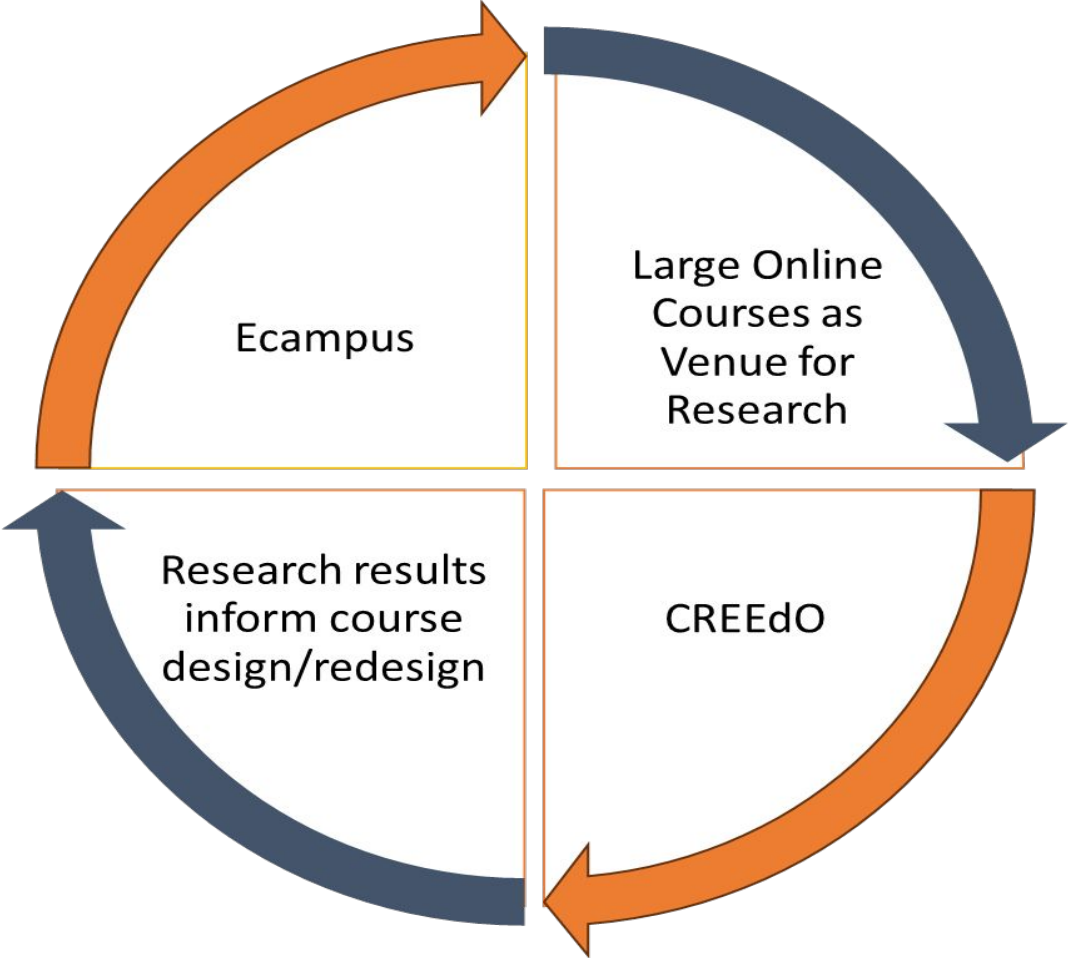 Ecampus
Large Online
Courses as
Venue for
Research
Research results
inform course
design/redesign
CREEdO